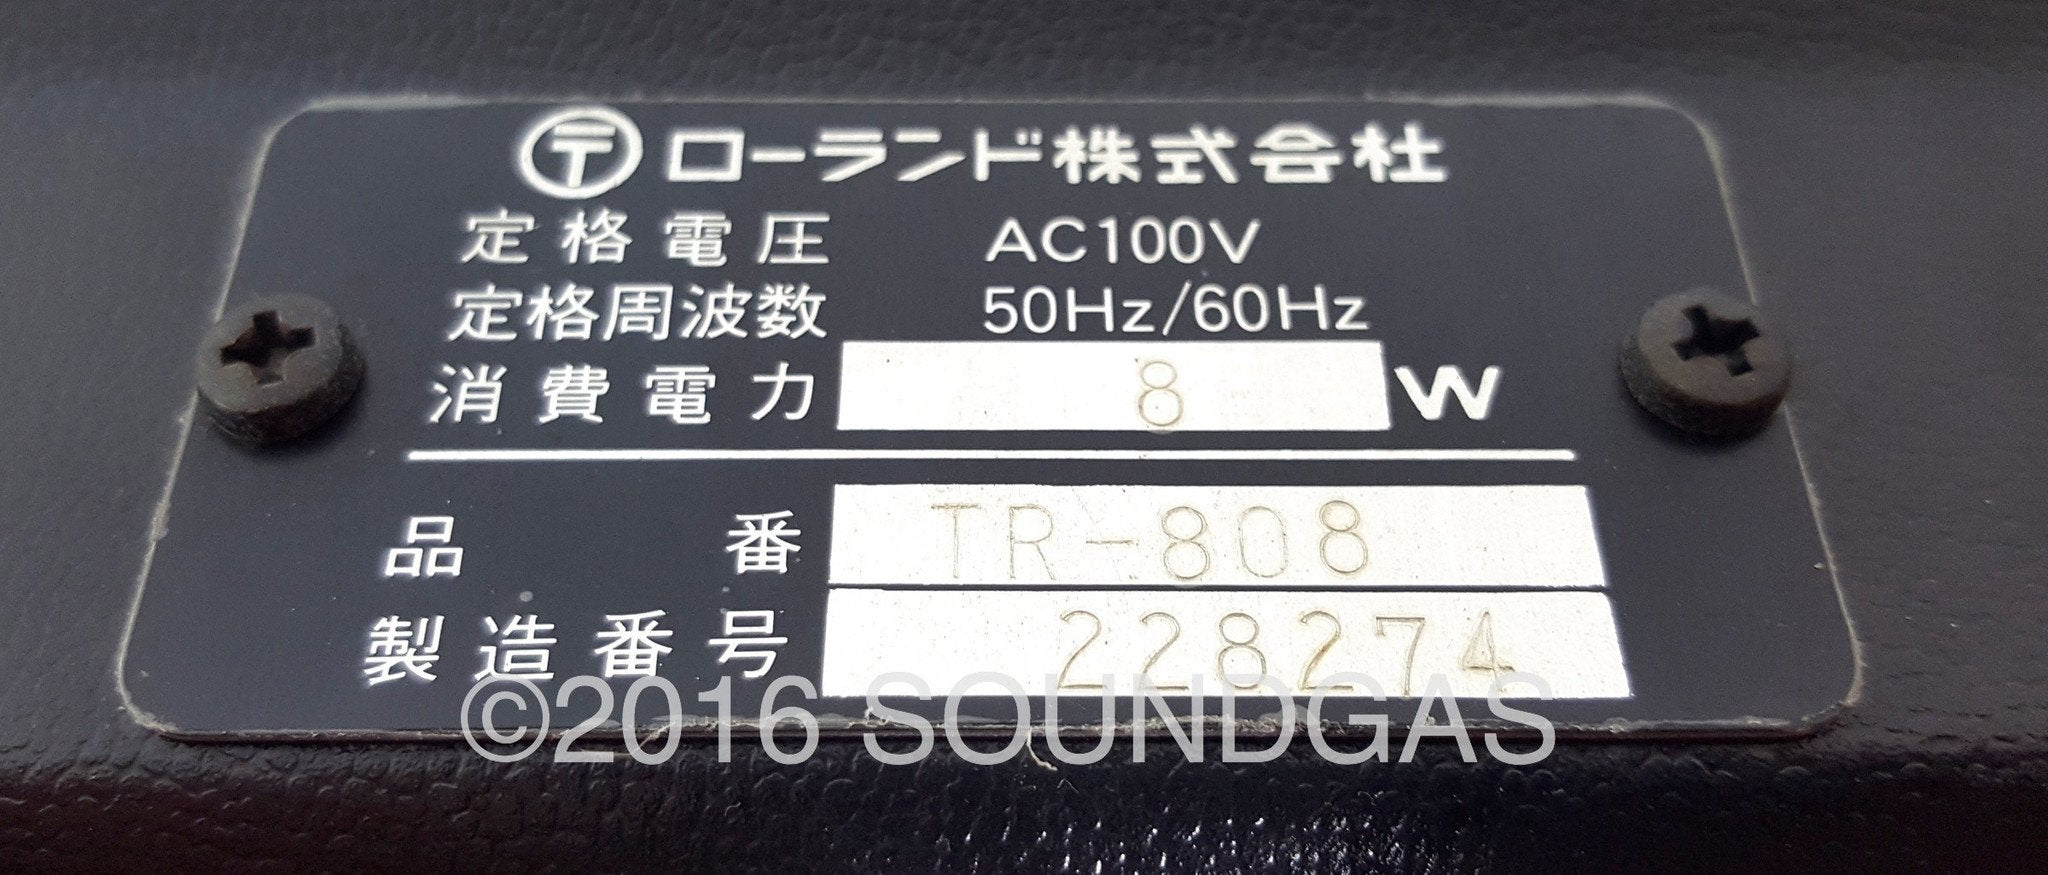 〒 ローランド株式会社
定格電圧 AC100V
定格周波数 50Hz/60Hz
消費電力 8 W
品番 TR-808
製造番号 228274
©2016 SOUNDGAS